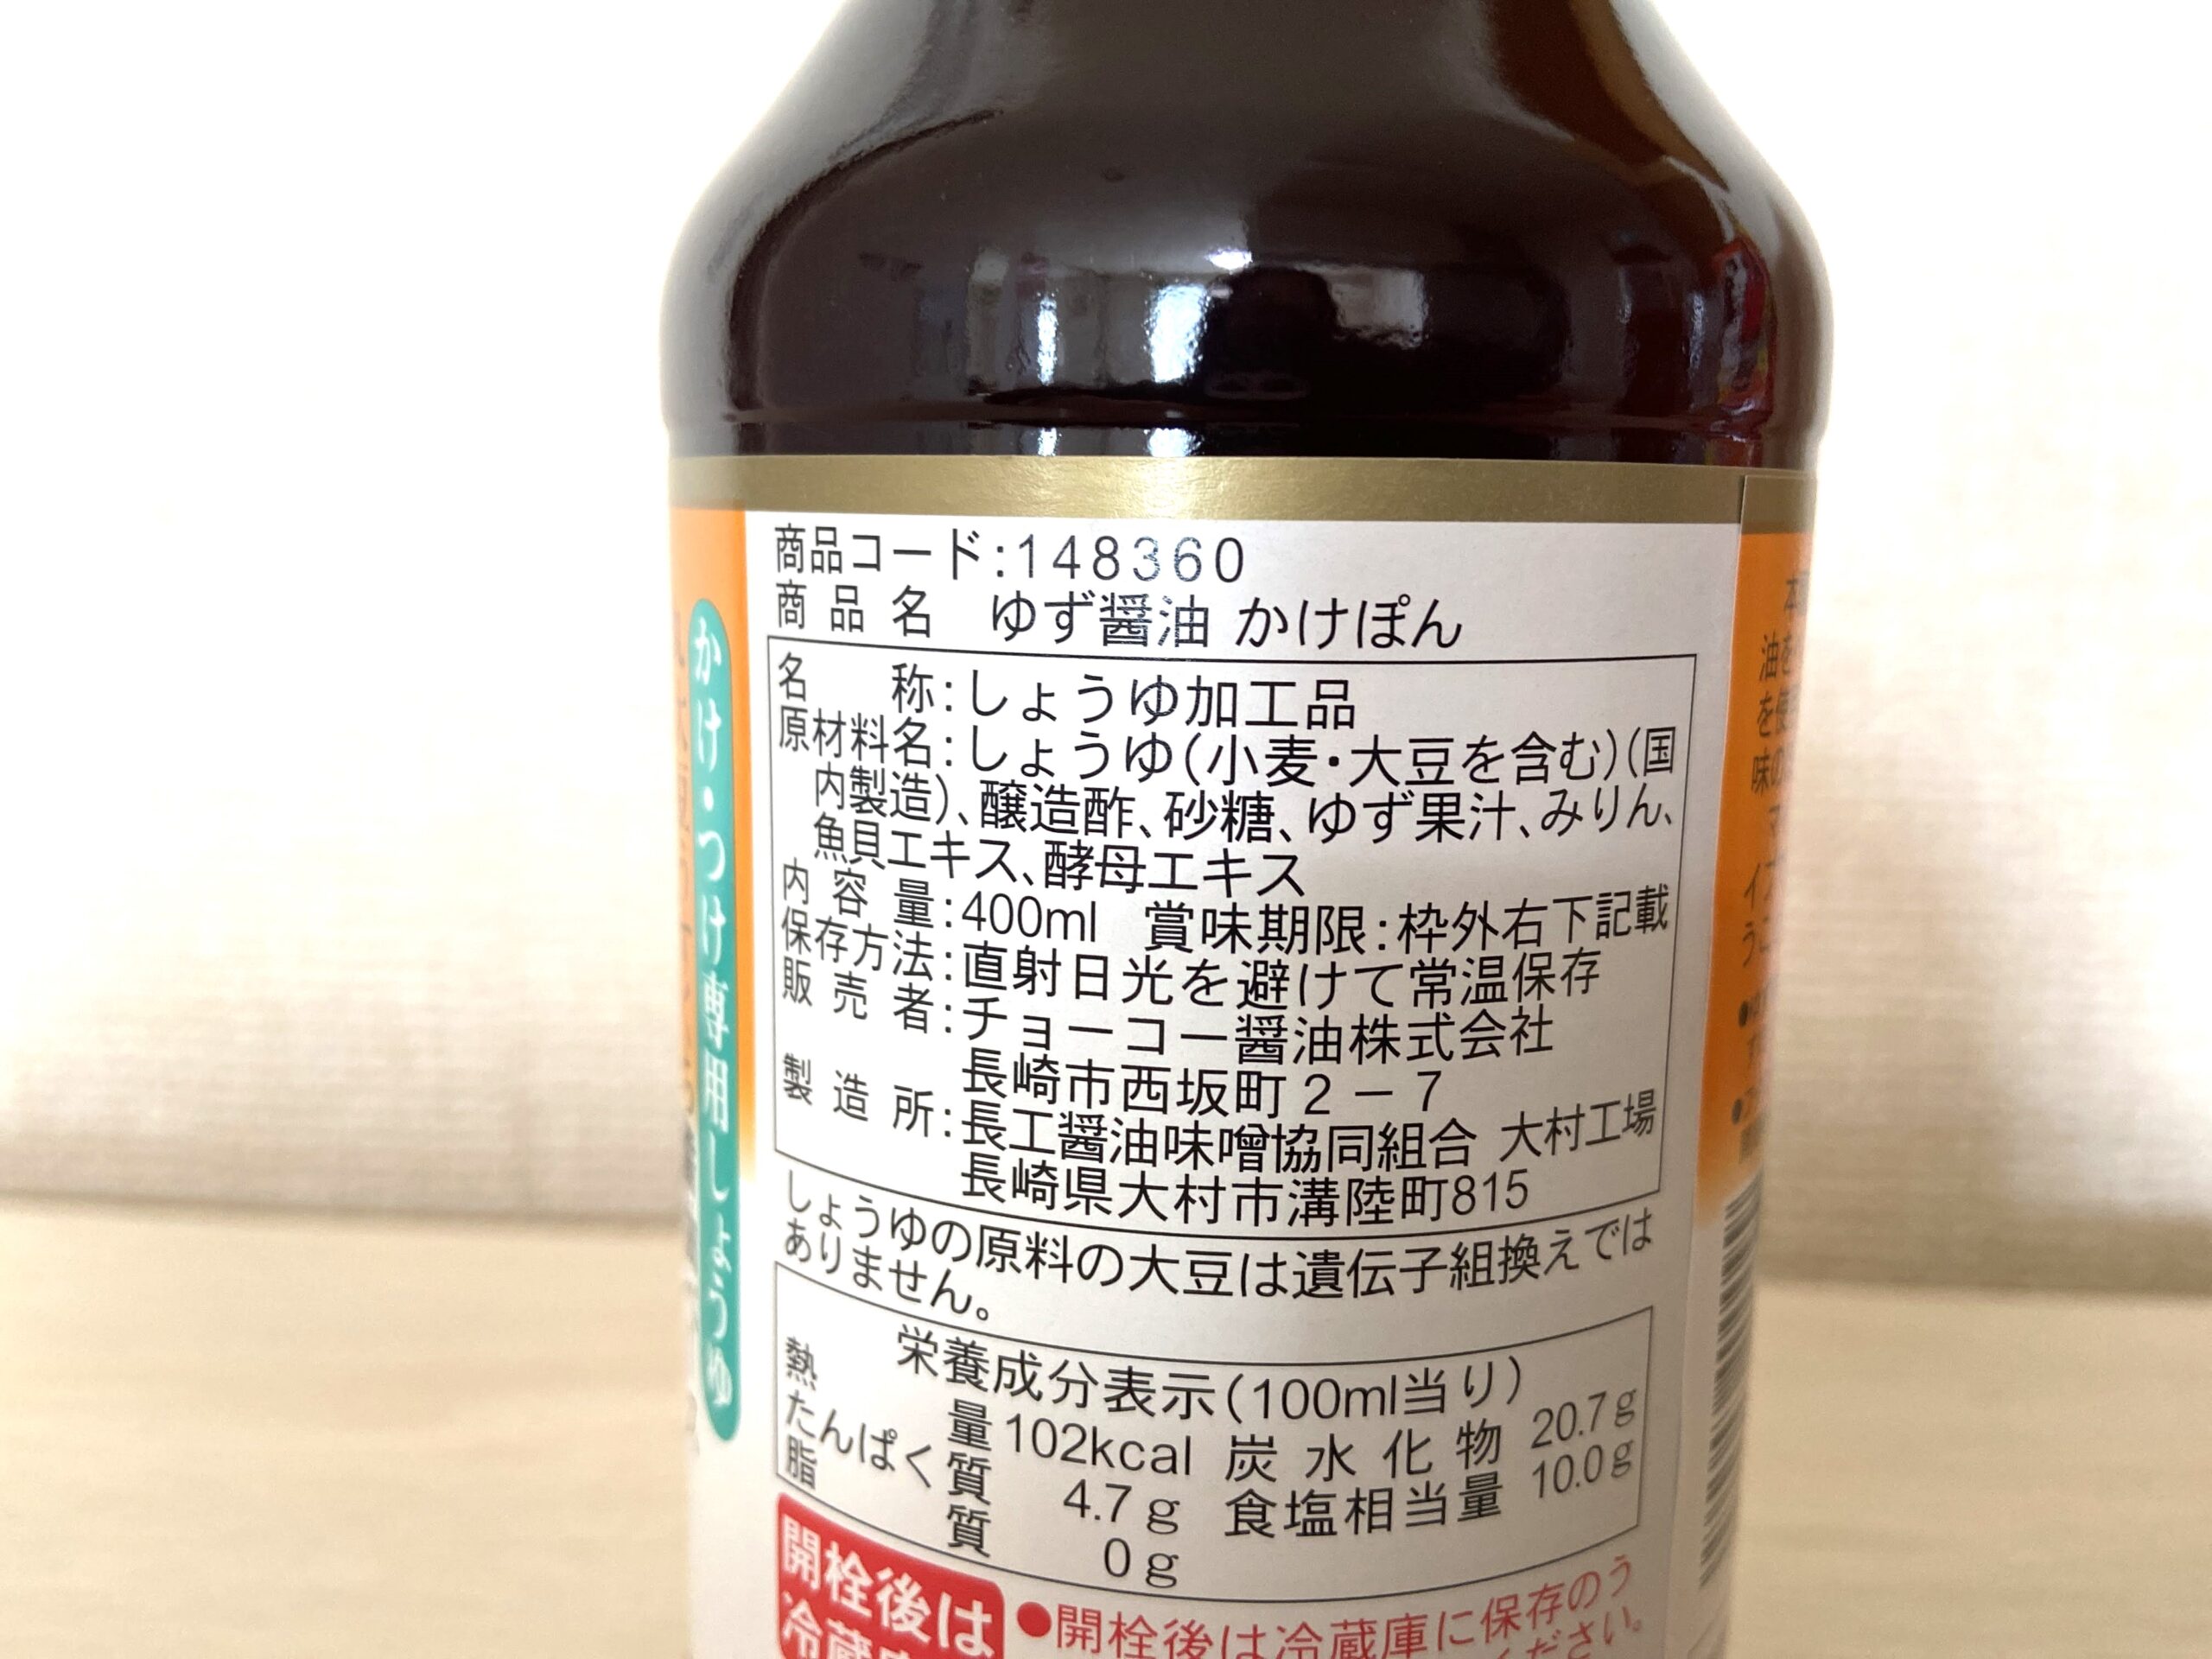 商品コード:148360
商品名 ゆず醤油 かけぽん
名称:しょうゆ加工品
原材料名:しょうゆ(小麦・大豆を含む)(国
内製造)、醸造酢、砂糖、ゆず果汁、みりん、
魚貝エキス、酵母エキス
内容量:400ml 賞味期限:枠外右下記載
保存方法:直射日光を避けて常温保存
販売者:チョーコー醤油株式会社
長崎市西坂町2-7
製造所:長工醤油味噌協同組合 大村工場
長崎県大村市溝陸町815
しょうゆの原料の大豆は遺伝子組換えでは
ありません。
栄養成分表示(100ml当り)
熱量 102kcal 炭水化物 20.7g
たんぱく質 4.7g 食塩相当量 10.0g
脂質 0g
開栓後は
冷蔵
●開栓後は冷蔵庫に保存のう
ください。
かけ・つけ専用しょうゆ
油を
味の